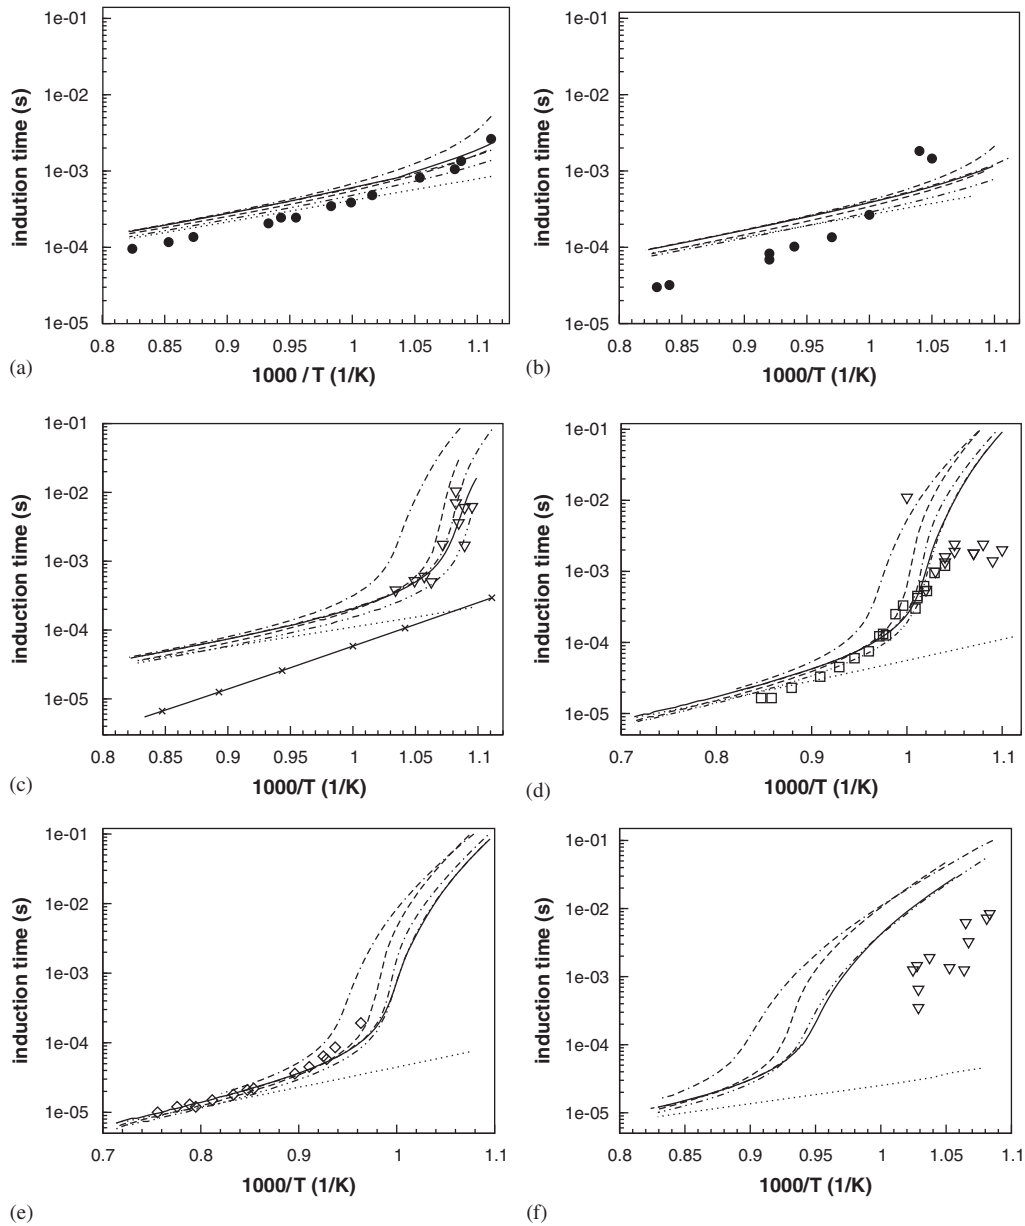 1e-01
1e-02
1e-03
1e-04
1e-05
indution time (s)
0.8 0.85 0.9 0.95 1 1.05 1.1
1000 / T (1/K)
(a)
1e-01
1e-02
1e-03
1e-04
1e-05
indution time (s)
0.8 0.85 0.9 0.95 1 1.05 1.1
1000/T (1/K)
(b)
1e-01
1e-02
1e-03
1e-04
1e-05
induction time (s)
0.8 0.85 0.9 0.95 1 1.05 1.1
1000/T (1/K)
(c)
1e-01
1e-02
1e-03
1e-04
1e-05
induction time (s)
0.7 0.8 0.9 1 1.1
1000/T (1/K)
(d)
1e-01
1e-02
1e-03
1e-04
1e-05
induction time (s)
0.7 0.8 0.9 1 1.1
1000/T (1/K)
(e)
1e-01
1e-02
1e-03
1e-04
1e-05
induction time (s)
0.8 0.85 0.9 0.95 1 1.05 1.1
1000/T (1/K)
(f)